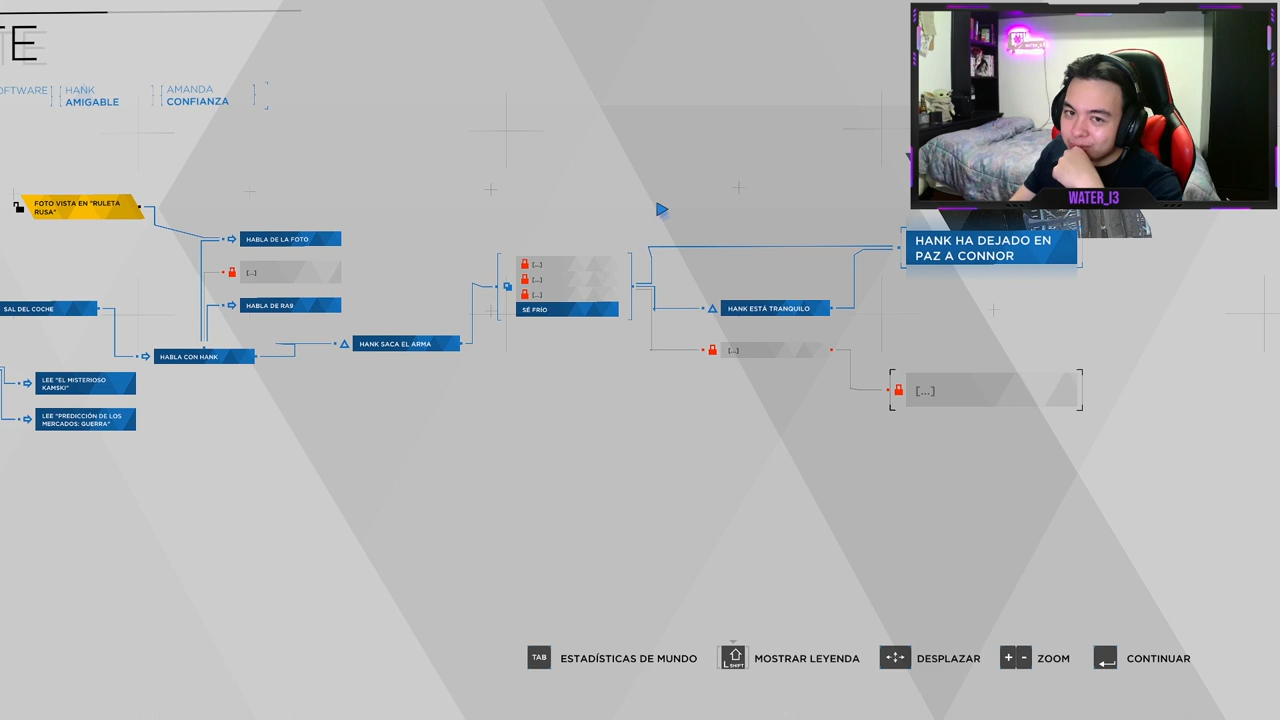 TE
OFTWARE
HANK
AMIGABLE
AMANDA
CONFIANZA
WATER_I3
FOTO VISTA EN "RULETA
RUSA"
HABLA DE LA FOTO
HANK HA DEJADO EN
PAZ A CONNOR
[...]
[...]
[...]
[...]
SÉ FRÍO
HABLA DE RA9
SAL DEL COCHE
HANK ESTÁ TRANQUILO
HANK SACA EL ARMA
[...]
HABLA CON HANK
LEE "EL MISTERIOSO
KAMSKI"
[...]
LEE "PREDICCIÓN DE LOS
MERCADOS: GUERRA"
TAB ESTADÍSTICAS DE MUNDO
L SHIFT MOSTRAR LEYENDA
DESPLAZAR
+ - ZOOM
CONTINUAR